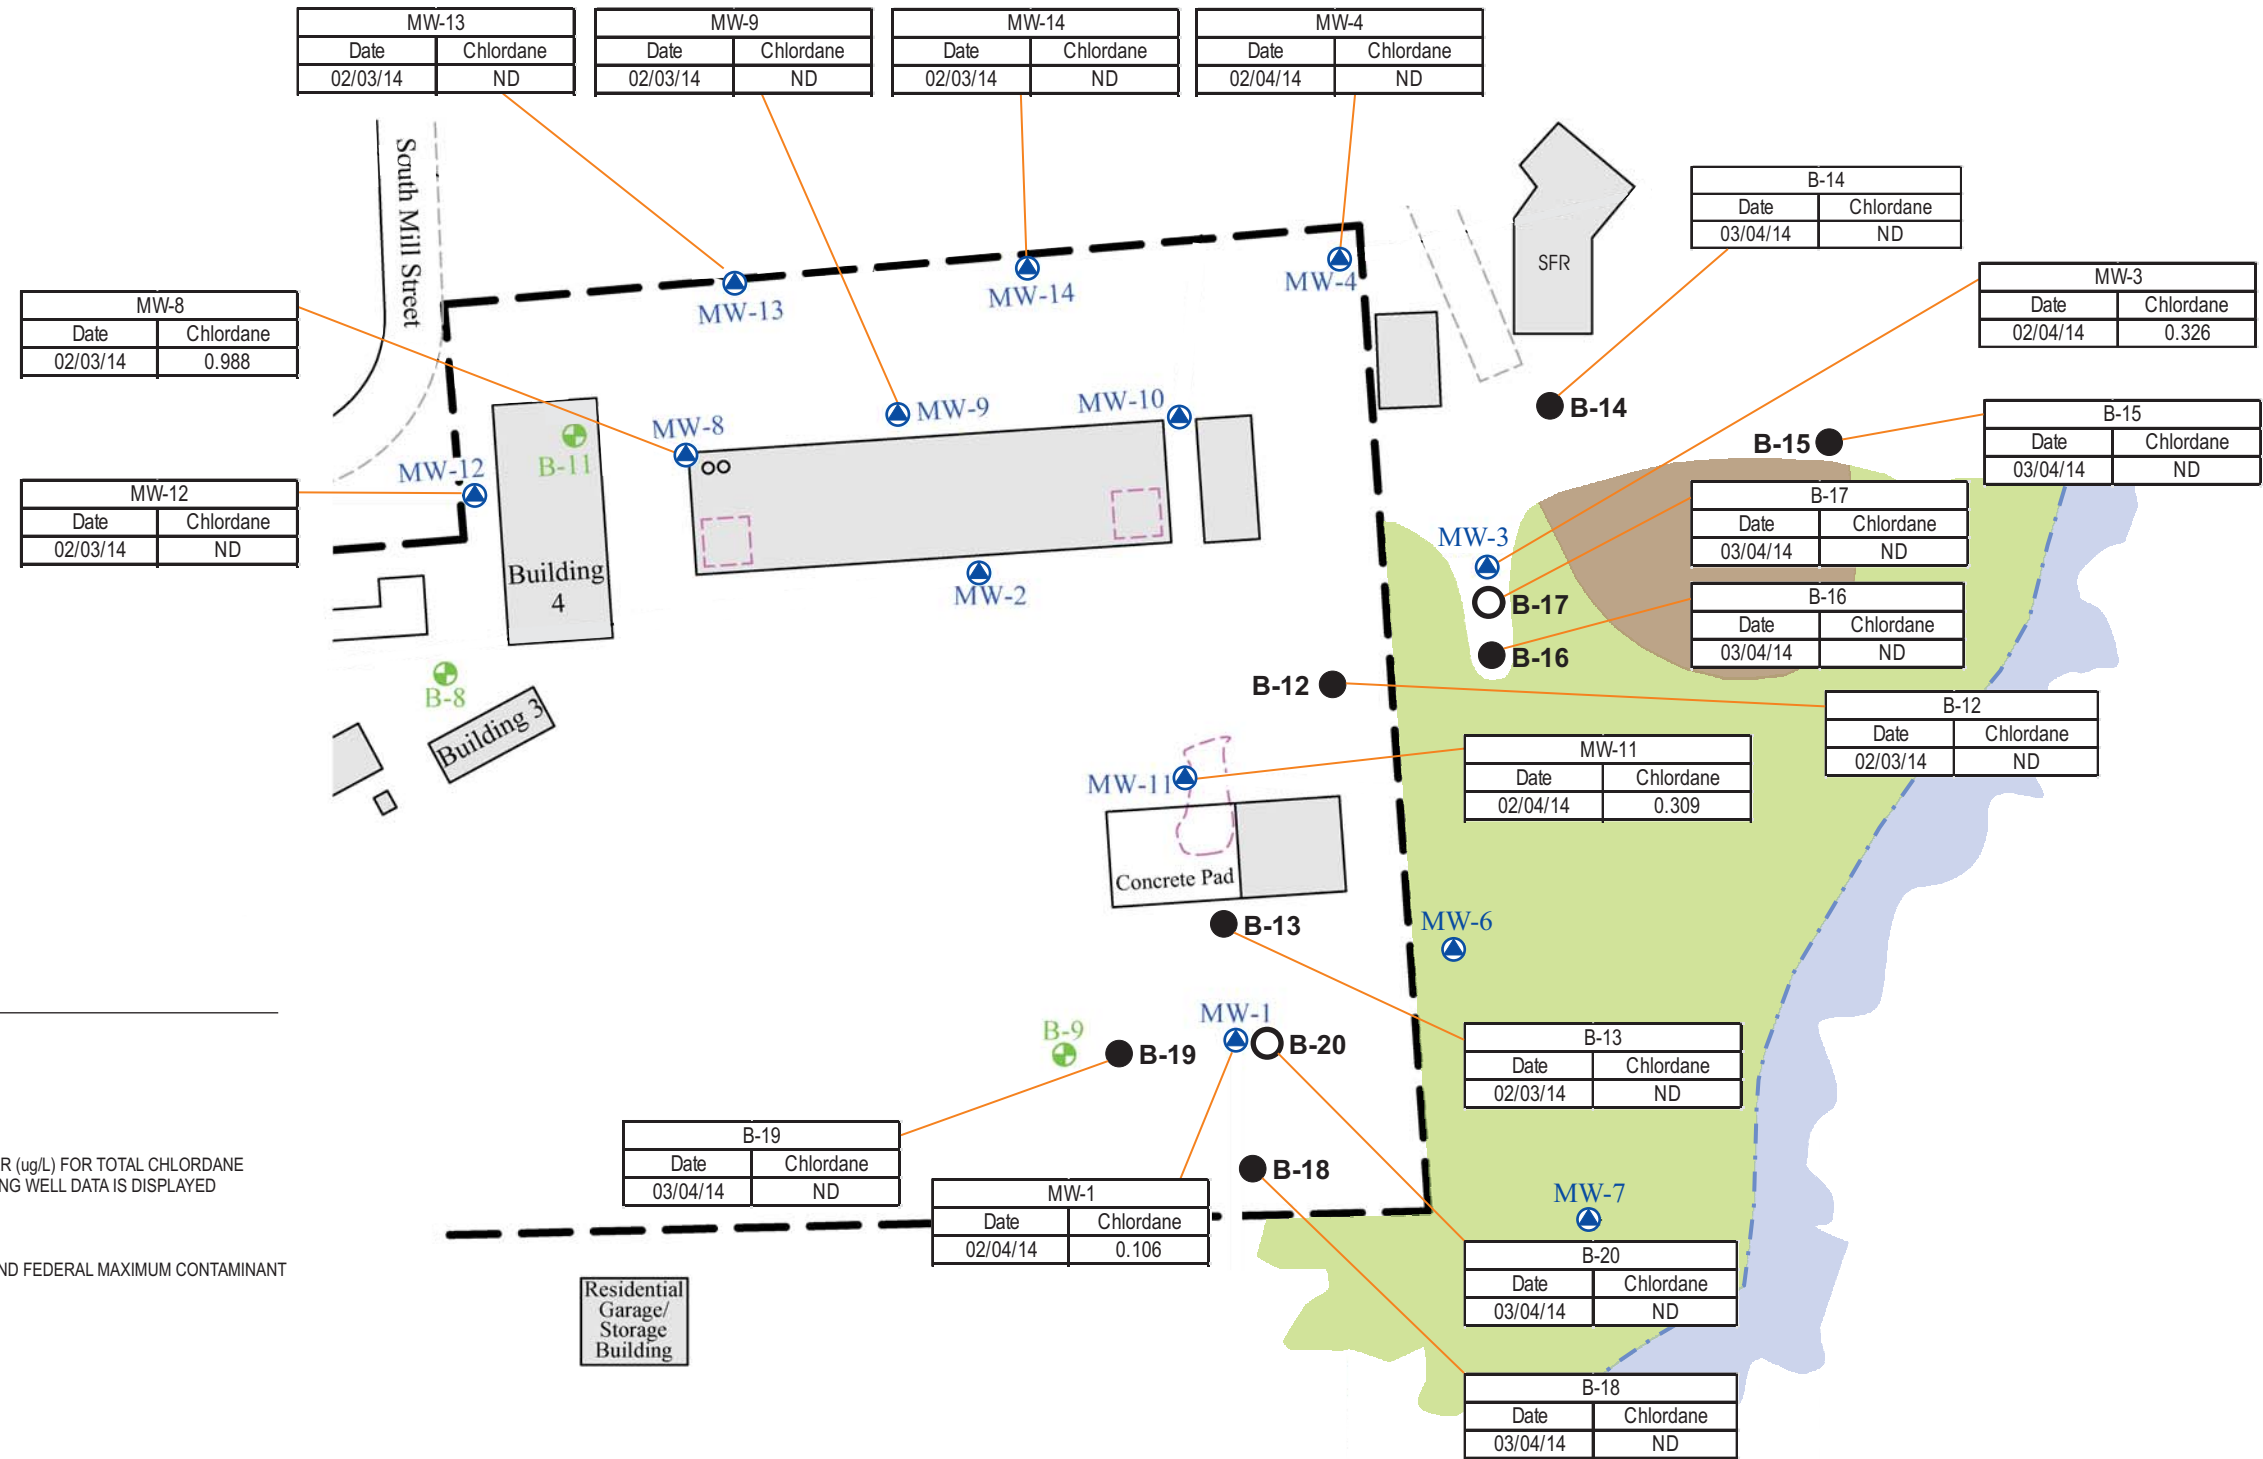 MW-13
Date Chlordane
02/03/14 ND
MW-9
Date Chlordane
02/03/14 ND
MW-14
Date Chlordane
02/03/14 ND
MW-4
Date Chlordane
02/04/14 ND
B-14
Date Chlordane
03/04/14 ND
MW-3
Date Chlordane
02/04/14 0.326
MW-8
Date Chlordane
02/03/14 0.988
B-15
Date Chlordane
03/04/14 ND
MW-12
Date Chlordane
02/03/14 ND
B-17
Date Chlordane
03/04/14 ND
B-16
Date Chlordane
03/04/14 ND
B-12
Date Chlordane
02/03/14 ND
MW-11
Date Chlordane
02/04/14 0.309
B-13
Date Chlordane
02/03/14 ND
B-19
Date Chlordane
03/04/14 ND
MW-1
Date Chlordane
02/04/14 0.106
B-20
Date Chlordane
03/04/14 ND
B-18
Date Chlordane
03/04/14 ND
South Mill Street
MW-13
MW-14
MW-4
SFR
MW-8
MW-9
MW-10
B-14
B-15
MW-12
B-11
Building
4
MW-2
MW-3
B-17
B-16
B-12
B-8
Building 3
MW-11
Concrete Pad
B-13
MW-6
B-9
B-19
MW-1
B-20
B-18
MW-7
Residential
Garage/
Storage
Building
R (ug/L) FOR TOTAL CHLORDANE
NG WELL DATA IS DISPLAYED
ND FEDERAL MAXIMUM CONTAMINANT